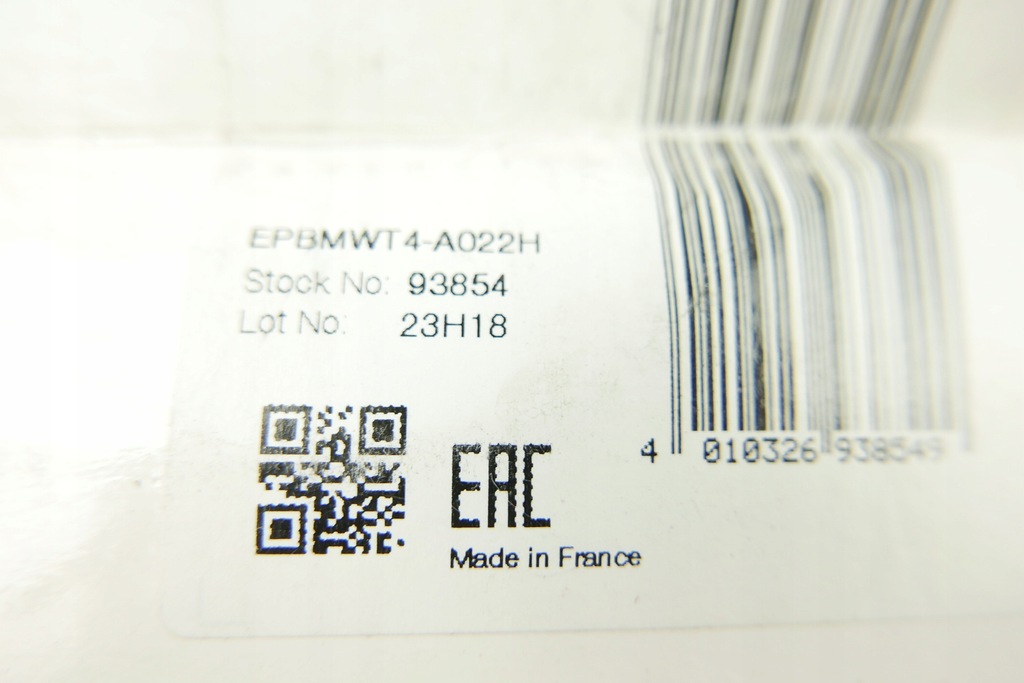 EPBMWT4-A022H
Stock No: 93854
Lot No: 23H18
EAC
Made in France
4 010326 938549